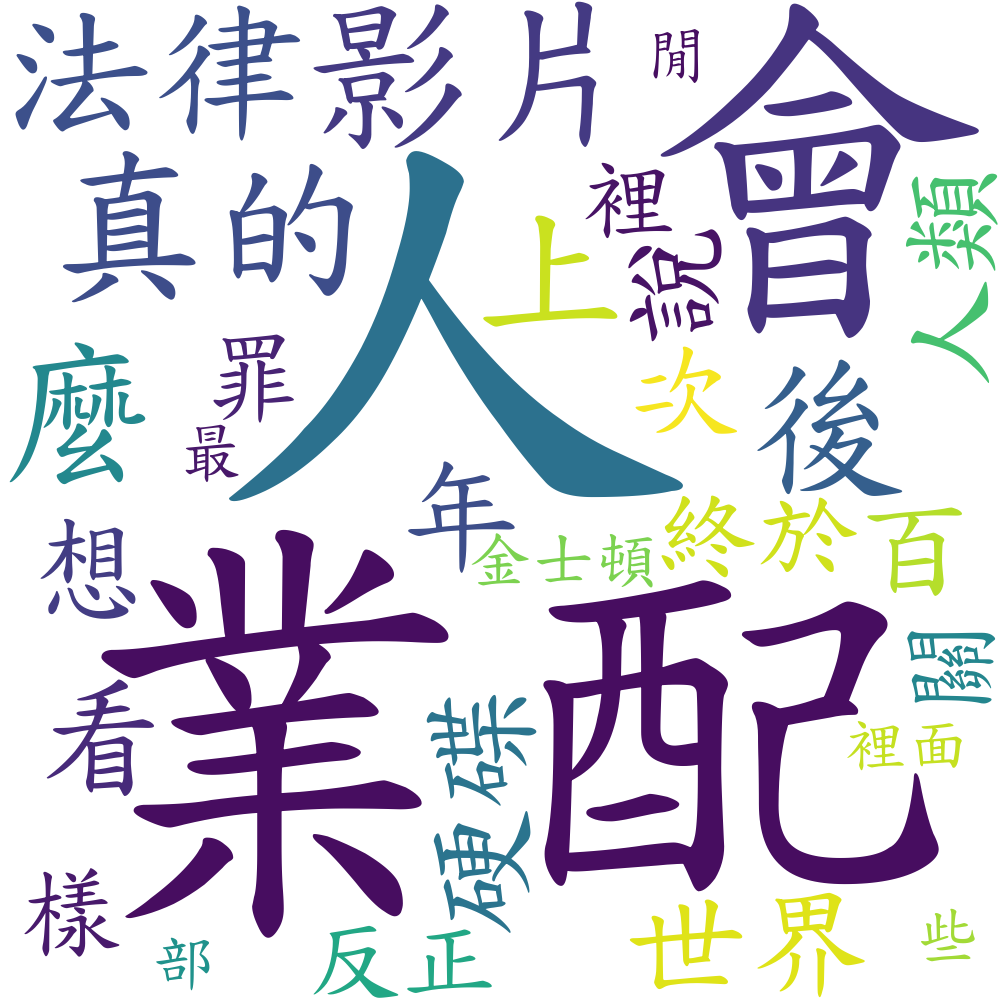 法律
影片
閒
會
真的
人
上
裡
說
人類
麼
罪
最
次
後
年
想
金士頓
終於
百
業配
關
看
硬碟
裡面
樣
部
反正
世界
些